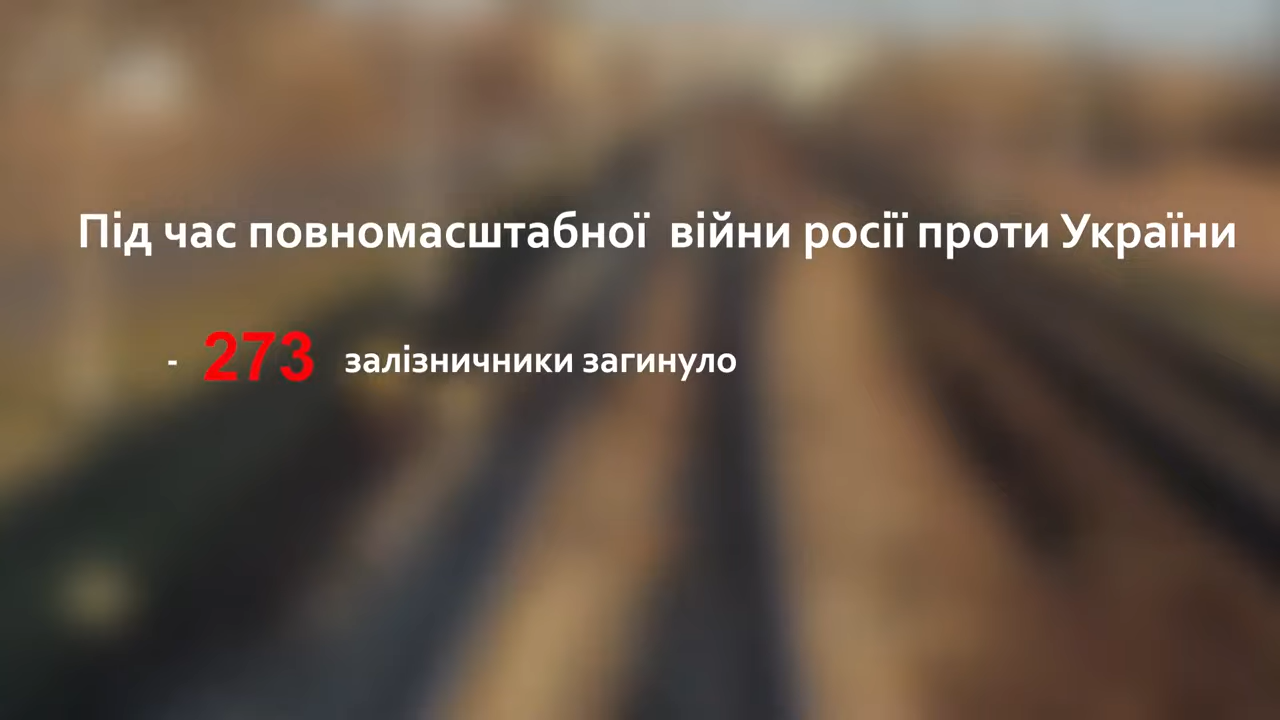 Під час повномасштабної війни росії проти України
- 273 залізничники загинуло